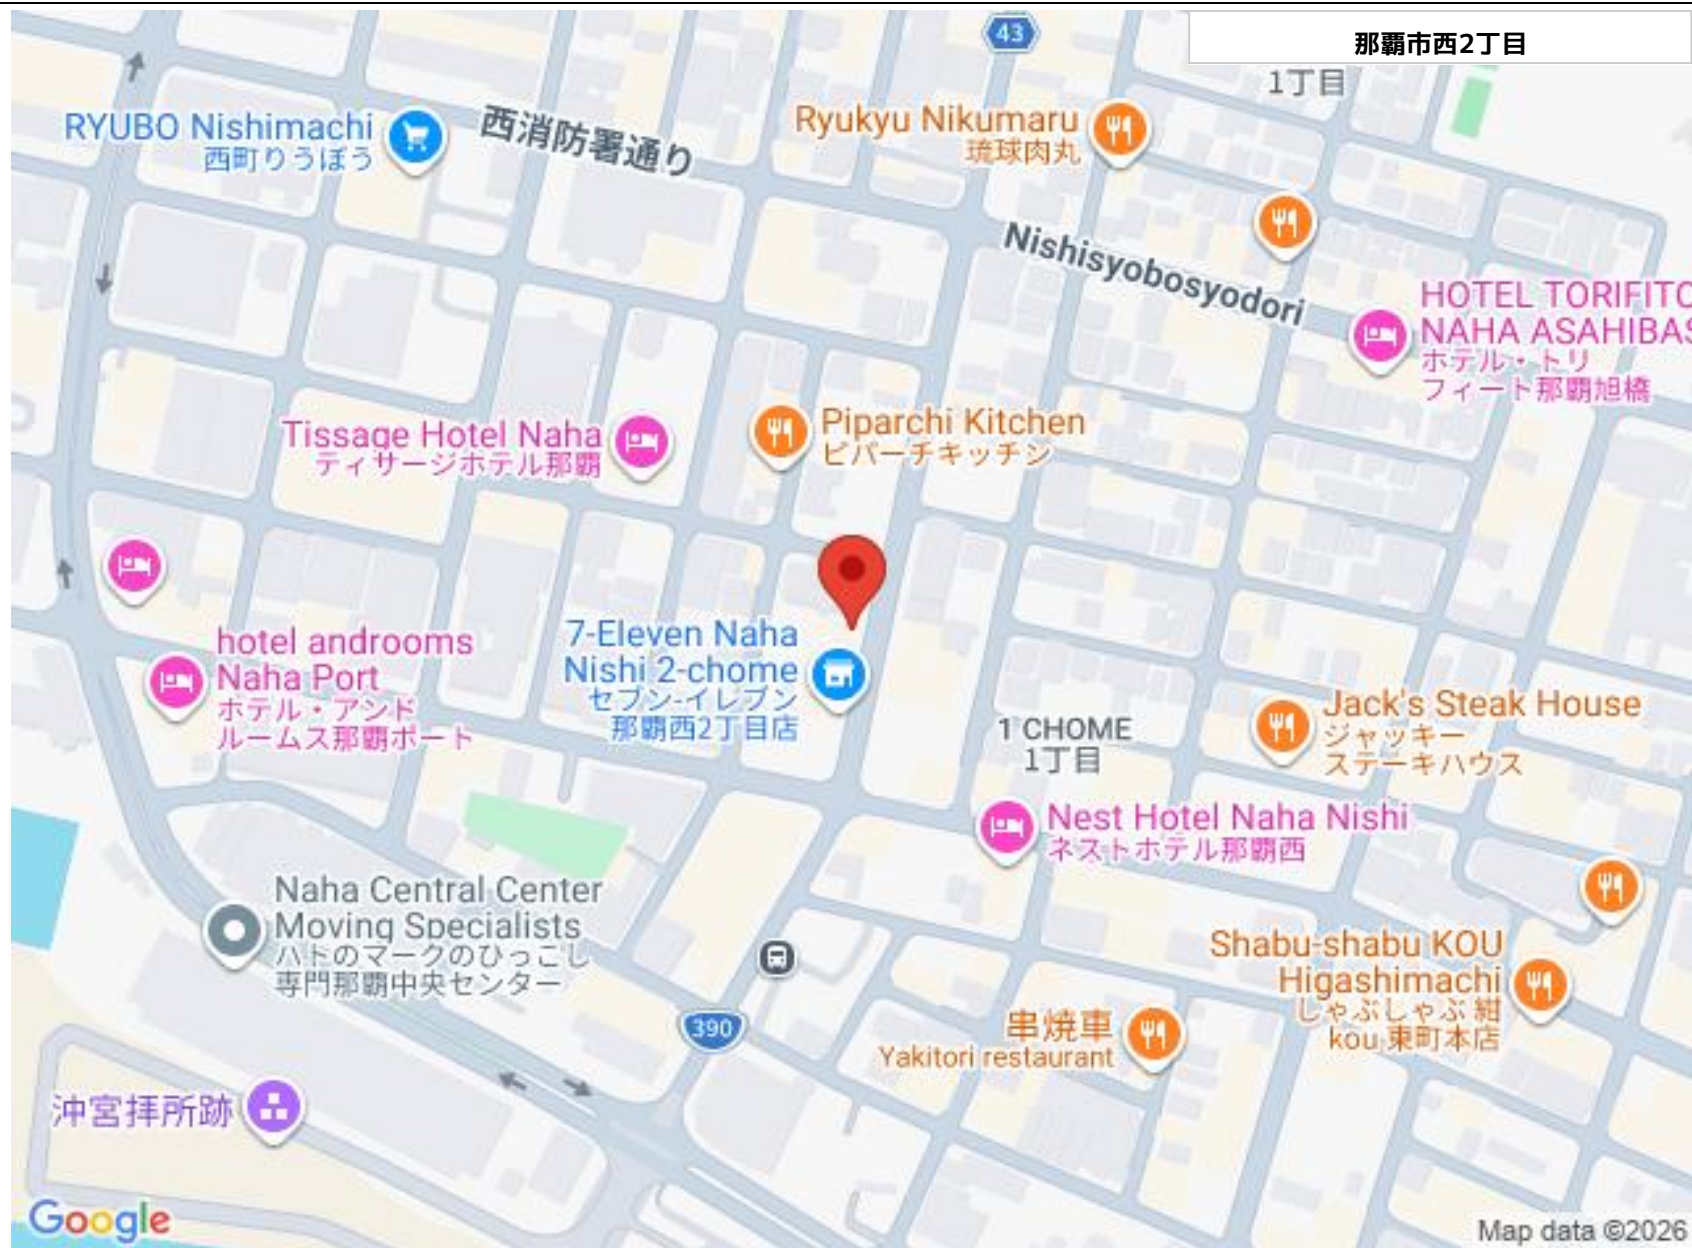 那覇市西2丁目
43
1丁目
RYUBO Nishimachi
西町りうぼう
西消防署通り
Ryukyu Nikumaru
琉球肉丸
Nishisyobosyodori
HOTEL TORIFITO
NAHA ASAHIBAS
ホテル・トリ
フィート那覇旭橋
Tissage Hotel Naha
ティサージホテル那覇
Piparchi Kitchen
ピパーチキッチン
7-Eleven Naha
Nishi 2-chome
セブン-イレブン
那覇西2丁目店
hotel androoms
Naha Port
ホテル・アンド
ルームス那覇ポート
1 CHOME
1丁目
Jack's Steak House
ジャッキー
ステーキハウス
Nest Hotel Naha Nishi
ネストホテル那覇西
Naha Central Center
Moving Specialists
ハトのマークのひっこし
専門那覇中央センター
Shabu-shabu KOU
Higashimachi
しゃぶしゃぶ 紺
kou 東町本店
390
串焼車
Yakitori restaurant
沖宮拝所跡
Google
Map data ©2026